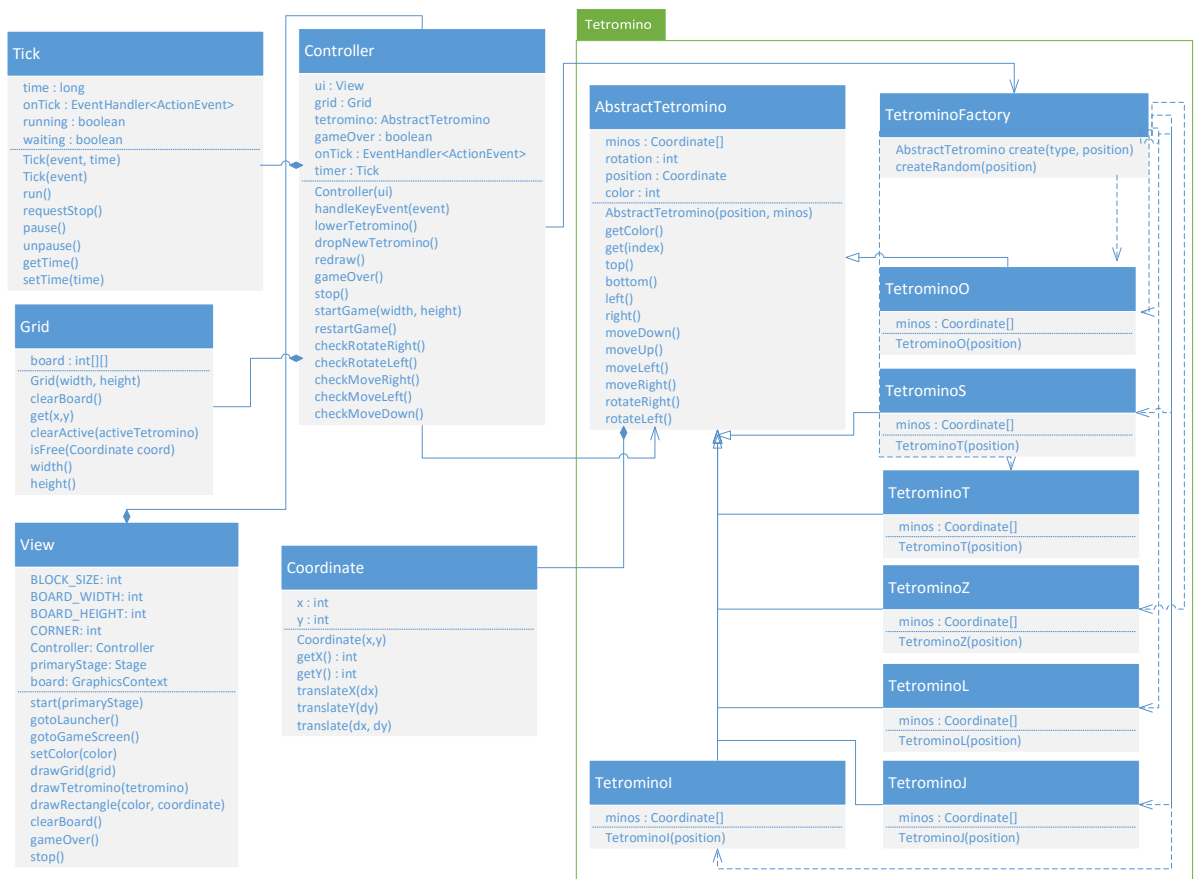 Tetromino
Tick
time : long
onTick : EventHandler<ActionEvent>
running : boolean
waiting : boolean
Tick(event, time)
Tick(event)
run()
requestStop()
pause()
unpause()
getTime()
setTime(time)
Controller
ui : View
grid : Grid
tetromino: AbstractTetromino
gameOver : boolean
onTick : EventHandler<ActionEvent>
timer : Tick
Controller(ui)
handleKeyEvent(event)
lowerTetromino()
dropNewTetromino()
redraw()
gameOver()
stop()
startGame(width, height)
restartGame()
checkRotateRight()
checkRotateLeft()
checkMoveRight()
checkMoveLeft()
checkMoveDown()
Grid
board : int[][]
Grid(width, height)
clearBoard()
get(x,y)
clearActive(activeTetromino)
isFree(Coordinate coord)
width()
height()
View
BLOCK_SIZE: int
BOARD_WIDTH: int
BOARD_HEIGHT: int
CORNER: int
Controller: Controller
primaryStage: Stage
board: GraphicsContext
start(primaryStage)
gotoLauncher()
gotoGameScreen()
setColor(color)
drawGrid(grid)
drawTetromino(tetromino)
drawRectangle(color, coordinate)
clearBoard()
gameOver()
stop()
Coordinate
x : int
y : int
Coordinate(x,y)
getX() : int
getY() : int
translateX(dx)
translateY(dy)
translate(dx, dy)
AbstractTetromino
minos : Coordinate[]
rotation : int
position : Coordinate
color : int
AbstractTetromino(position, minos)
getColor()
get(index)
top()
bottom()
left()
right()
moveDown()
moveUp()
moveLeft()
moveRight()
rotateRight()
rotateLeft()
TetrominoFactory
AbstractTetromino create(type, position)
createRandom(position)
TetrominoO
minos : Coordinate[]
TetrominoO(position)
TetrominoS
minos : Coordinate[]
TetrominoT(position)
TetrominoT
minos : Coordinate[]
TetrominoT(position)
TetrominoZ
minos : Coordinate[]
TetrominoZ(position)
TetrominoL
minos : Coordinate[]
TetrominoL(position)
TetrominoI
minos : Coordinate[]
TetrominoI(position)
TetrominoJ
minos : Coordinate[]
TetrominoJ(position)